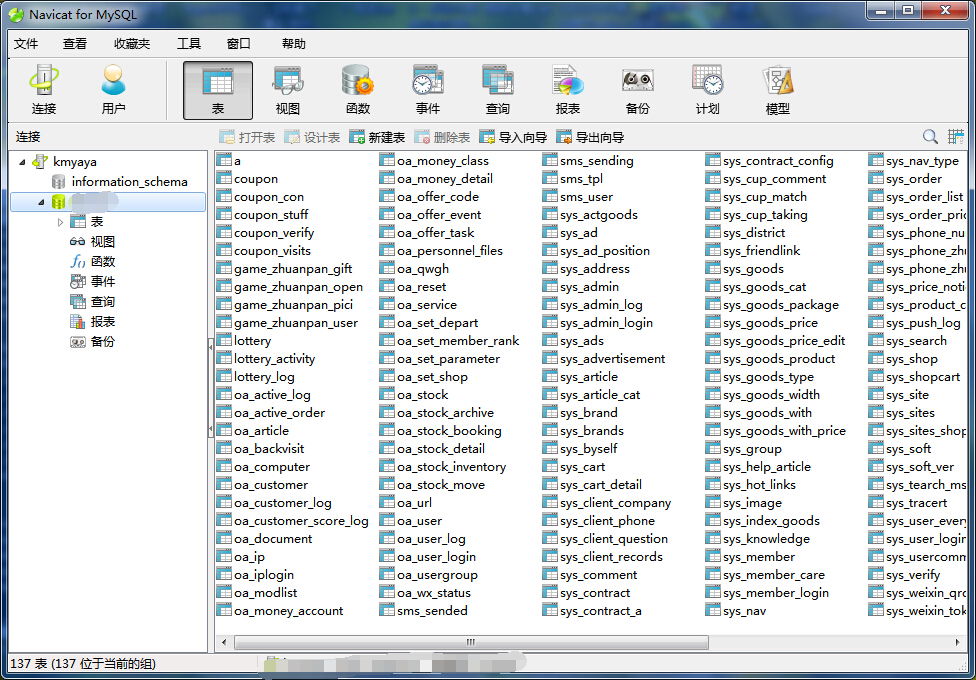 Navicat for MySQL
文件 查看 收藏夹 工具 窗口 帮助
连接 用户 表 视图 函数 事件 查询 报表 备份 计划 模型
连接 打开表 设计表 新建表 删除表 导入向导 导出向导
kmyaya
information_schema
表
视图
函数
事件
查询
报表
备份
a
coupon
coupon_con
coupon_stuff
coupon_verify
coupon_visits
game_zhuanpan_gift
game_zhuanpan_open
game_zhuanpan_pici
game_zhuanpan_user
lottery
lottery_activity
lottery_log
oa_active_log
oa_active_order
oa_article
oa_backvisit
oa_computer
oa_customer
oa_customer_log
oa_customer_score_log
oa_document
oa_ip
oa_iplogin
oa_modlist
oa_money_account
oa_money_class
oa_money_detail
oa_offer_code
oa_offer_event
oa_offer_task
oa_personnel_files
oa_qwgh
oa_reset
oa_service
oa_set_depart
oa_set_member_rank
oa_set_parameter
oa_set_shop
oa_stock
oa_stock_archive
oa_stock_booking
oa_stock_detail
oa_stock_inventory
oa_stock_move
oa_url
oa_user
oa_user_log
oa_user_login
oa_usergroup
oa_wx_status
sms_sended
sms_sending
sms_tpl
sms_user
sys_actgoods
sys_ad
sys_ad_position
sys_address
sys_admin
sys_admin_log
sys_admin_login
sys_ads
sys_advertisement
sys_article
sys_article_cat
sys_brand
sys_brands
sys_byself
sys_cart
sys_cart_detail
sys_client_company
sys_client_phone
sys_client_question
sys_client_records
sys_comment
sys_contract
sys_contract_a
sys_contract_config
sys_cup_comment
sys_cup_match
sys_cup_taking
sys_district
sys_friendlink
sys_goods
sys_goods_cat
sys_goods_package
sys_goods_price
sys_goods_price_edit
sys_goods_product
sys_goods_type
sys_goods_width
sys_goods_with
sys_goods_with_price
sys_group
sys_help_article
sys_hot_links
sys_image
sys_index_goods
sys_knowledge
sys_member
sys_member_care
sys_member_login
sys_nav
sys_nav_type
sys_order
sys_order_list
sys_order_pric
sys_phone_nu
sys_phone_zhu
sys_phone_zhu
sys_price_noti
sys_product_c
sys_push_log
sys_search
sys_shop
sys_shopcart
sys_site
sys_sites
sys_sites_shop
sys_soft
sys_soft_ver
sys_tearch_ms
sys_tracert
sys_user_every
sys_user_login
sys_usercomm
sys_verify
sys_weixin_qrc
sys_weixin_tok
137 表 (137 位于当前的组)